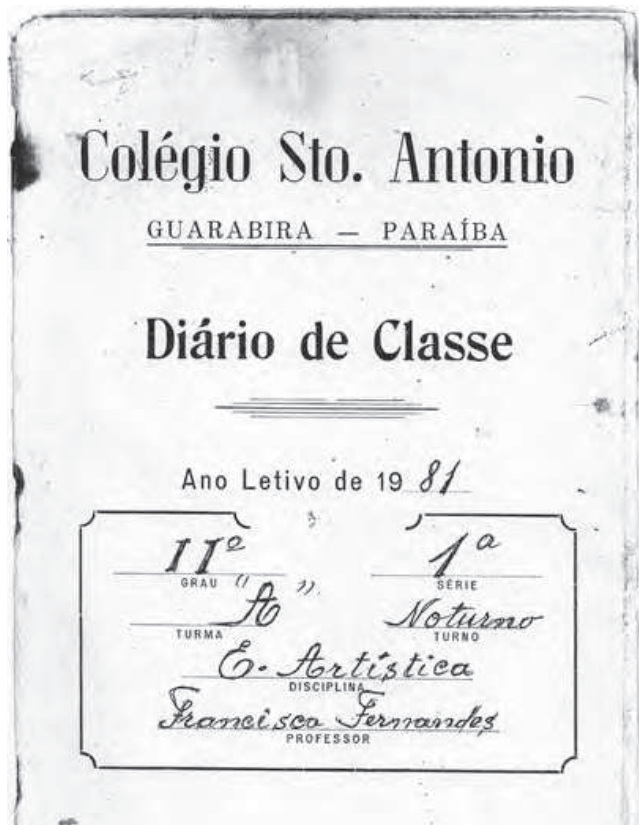 Colégio Sto. Antonio
GUARABIRA — PARAÍBA
Diário de Classe
Ano Letivo de 19 81
IIº 1ª
GRAU SÉRIE
"A" Noturno
TURMA TURNO
E. Artística
DISCIPLINA
Francisca Fernandes
PROFESSOR